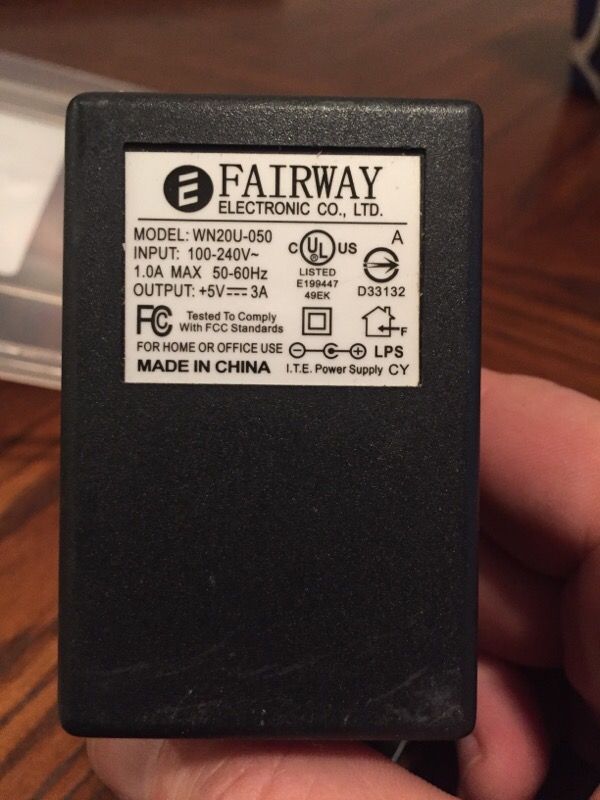 FAIRWAY
ELECTRONIC CO., LTD.
MODEL: WN20U-050
INPUT: 100-240V~
1.0A MAX 50-60Hz
OUTPUT: +5V⎓3A
C UL US
LISTED
E199447
49EK
A
D33132
FC Tested To Comply
With FCC Standards
F
FOR HOME OR OFFICE USE
LPS
MADE IN CHINA
I.T.E. Power Supply CY